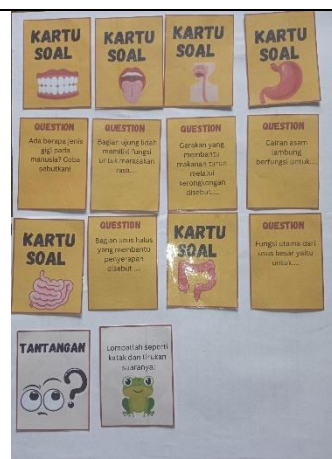 KARTU
SOAL
KARTU
SOAL
KARTU
SOAL
KARTU
SOAL
QUESTION
Ada berapa jenis
gigi pada
manusia? Coba
sebutkan!
QUESTION
Bagian ujung lidah
memiliki fungsi
untuk merasakan
rasa....
QUESTION
Gerakan yang
membantu
makanan turun
melalui
kerongkongan
disebut....
QUESTION
Cairan asam
lambung
berfungsi untuk....
KARTU
SOAL
QUESTION
Bagian usus halus
yang membantu
penyerapan
disebut ....
KARTU
SOAL
QUESTION
Fungsi utama dari
usus besar yaitu
untuk....
TANTANGAN
Lompatlah seperti
katak dan tirukan
suaranya!